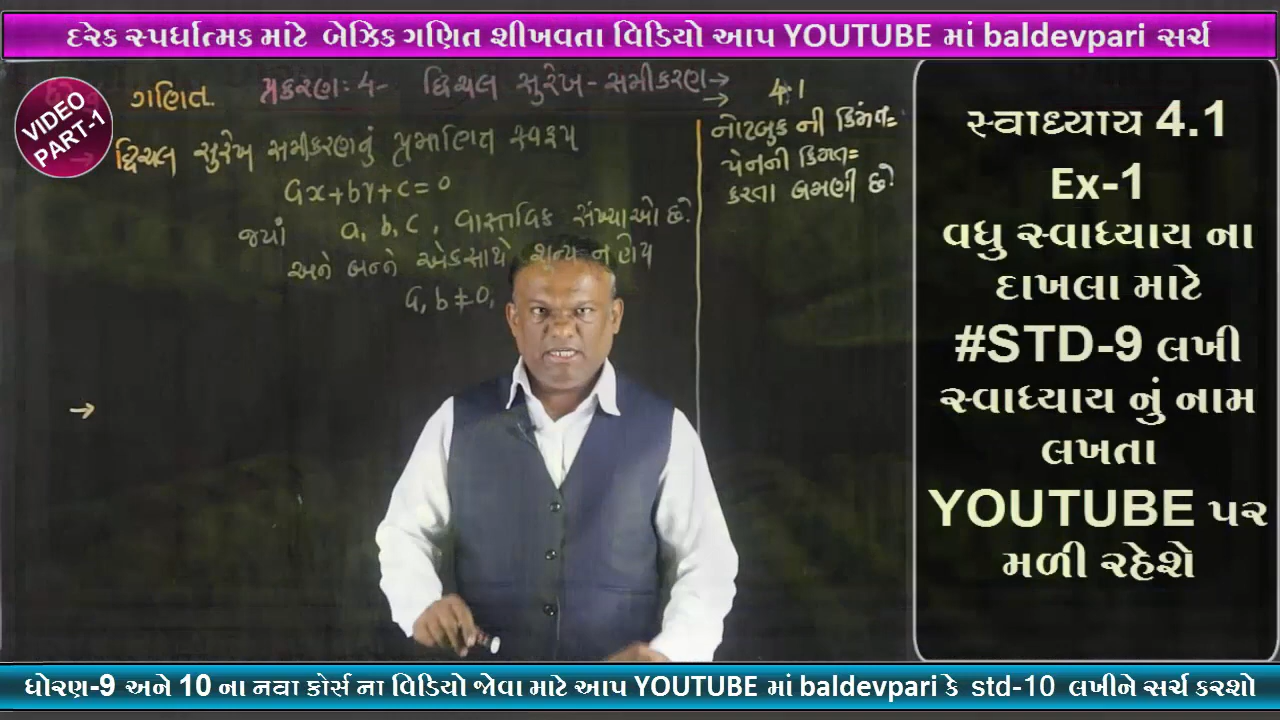 દરેક સ્પર્ધાત્મક માટે બેઝિક ગણિત શીખવતા વિડિયો આપ YOUTUBE માં baldevpari સર્ચ
VIDEO
PART-1
ગણિત. પ્રકરણ: 4- દ્વિચલ સુરેખ-સમીકરણ → 4.1
→ દ્વિચલ સુરેખ સમીકરણનું પ્રમાણિત સ્વરૂપ
ax+by+c=0
જ્યાં a, b, c, વાસ્તવિક સંખ્યાઓ છે.
અને બન્ને એકસાથે શૂન્ય ન હોય
a, b ≠ 0,
→
નોટબુક ની કિંમત=
પેનની કિંમત=
કરતા બમણી છે.
સ્વાધ્યાય 4.1
Ex-1
વધુ સ્વાધ્યાય ના
દાખલા માટે
#STD-9 લખી
સ્વાધ્યાય નું નામ
લખતા
YOUTUBE પર
મળી રહેશે
ધોરણ-9 અને 10 ના નવા કોર્સ ના વિડિયો જોવા માટે આપ YOUTUBE માં baldevpari કે std-10 લખીને સર્ચ કરશો